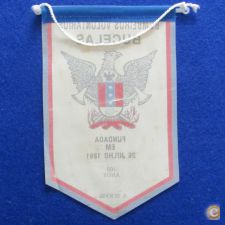 BOMBEIROS VOLUNTÁRIOS
BUCELAS
FUNDADA
EM
26 JULHO 1891
100
ANOS